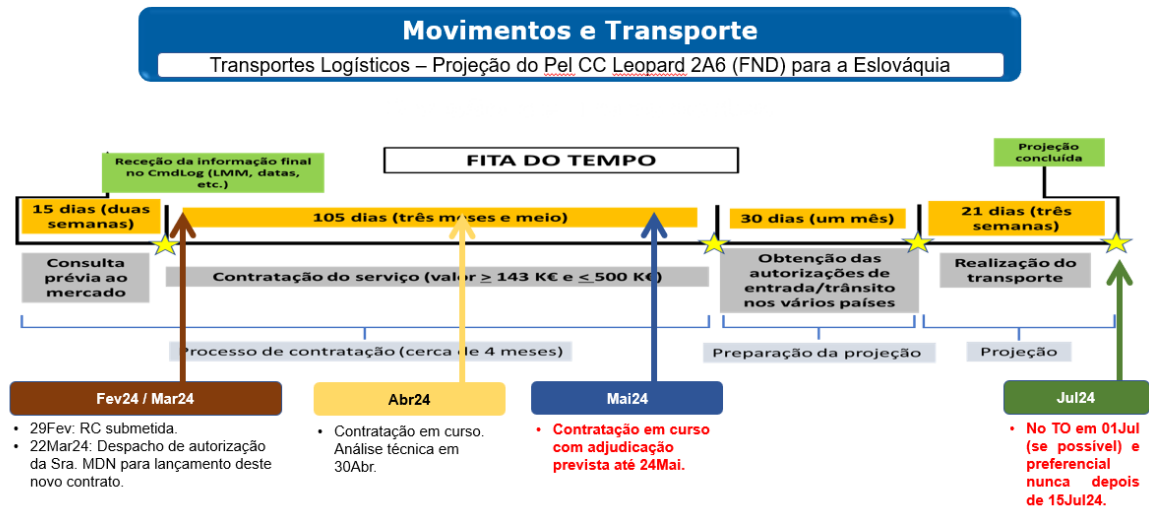 Movimentos e Transporte
Transportes Logísticos – Projeção do Pel CC Leopard 2A6 (FND) para a Eslováquia
Receção da informação final
no CmdLog (LMM, datas,
etc.)
FITA DO TEMPO
Projeção
concluída
15 dias (duas
semanas)
105 dias (três meses e meio)
30 dias (um mês)
21 dias (três
semanas)
Consulta
prévia ao
mercado
Contratação do serviço (valor ≥ 143 K€ e ≤ 500 K€)
Obtenção das
autorizações de
entrada/trânsito
nos vários países
Realização do
transporte
Processo de contratação (cerca de 4 meses)
Preparação da projeção
Projeção
Fev24 / Mar24
• 29Fev: RC submetida.
• 22Mar24: Despacho de autorização
da Sra. MDN para lançamento deste
novo contrato.
Abr24
• Contratação em curso.
Análise técnica em
30Abr.
Mai24
• Contratação em curso
com adjudicação
prevista até 24Mai.
Jul24
• No TO em 01Jul
(se possível) e
preferencial
nunca depois
de 15Jul24.